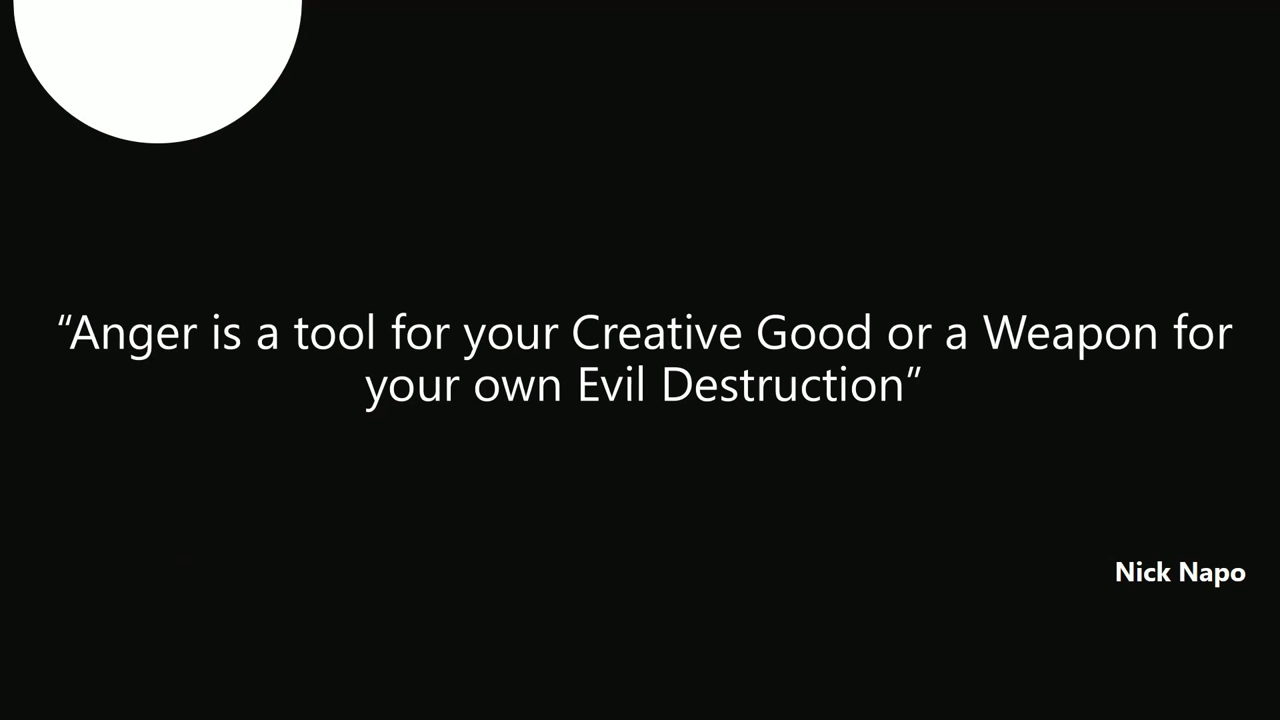 “Anger is a tool for your Creative Good or a Weapon for
your own Evil Destruction”
Nick Napo